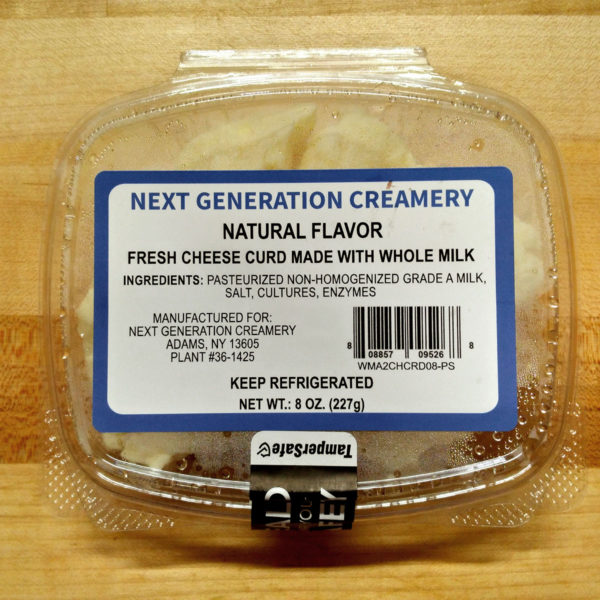 NEXT GENERATION CREAMERY
NATURAL FLAVOR
FRESH CHEESE CURD MADE WITH WHOLE MILK
INGREDIENTS: PASTEURIZED NON-HOMOGENIZED GRADE A MILK,
SALT, CULTURES, ENZYMES
MANUFACTURED FOR:
NEXT GENERATION CREAMERY
ADAMS, NY 13605
PLANT #36-1425
8 08857 09526 8
WMA2CHCRD08-PS
KEEP REFRIGERATED
NET WT.: 8 OZ. (227g)
TamperSafe